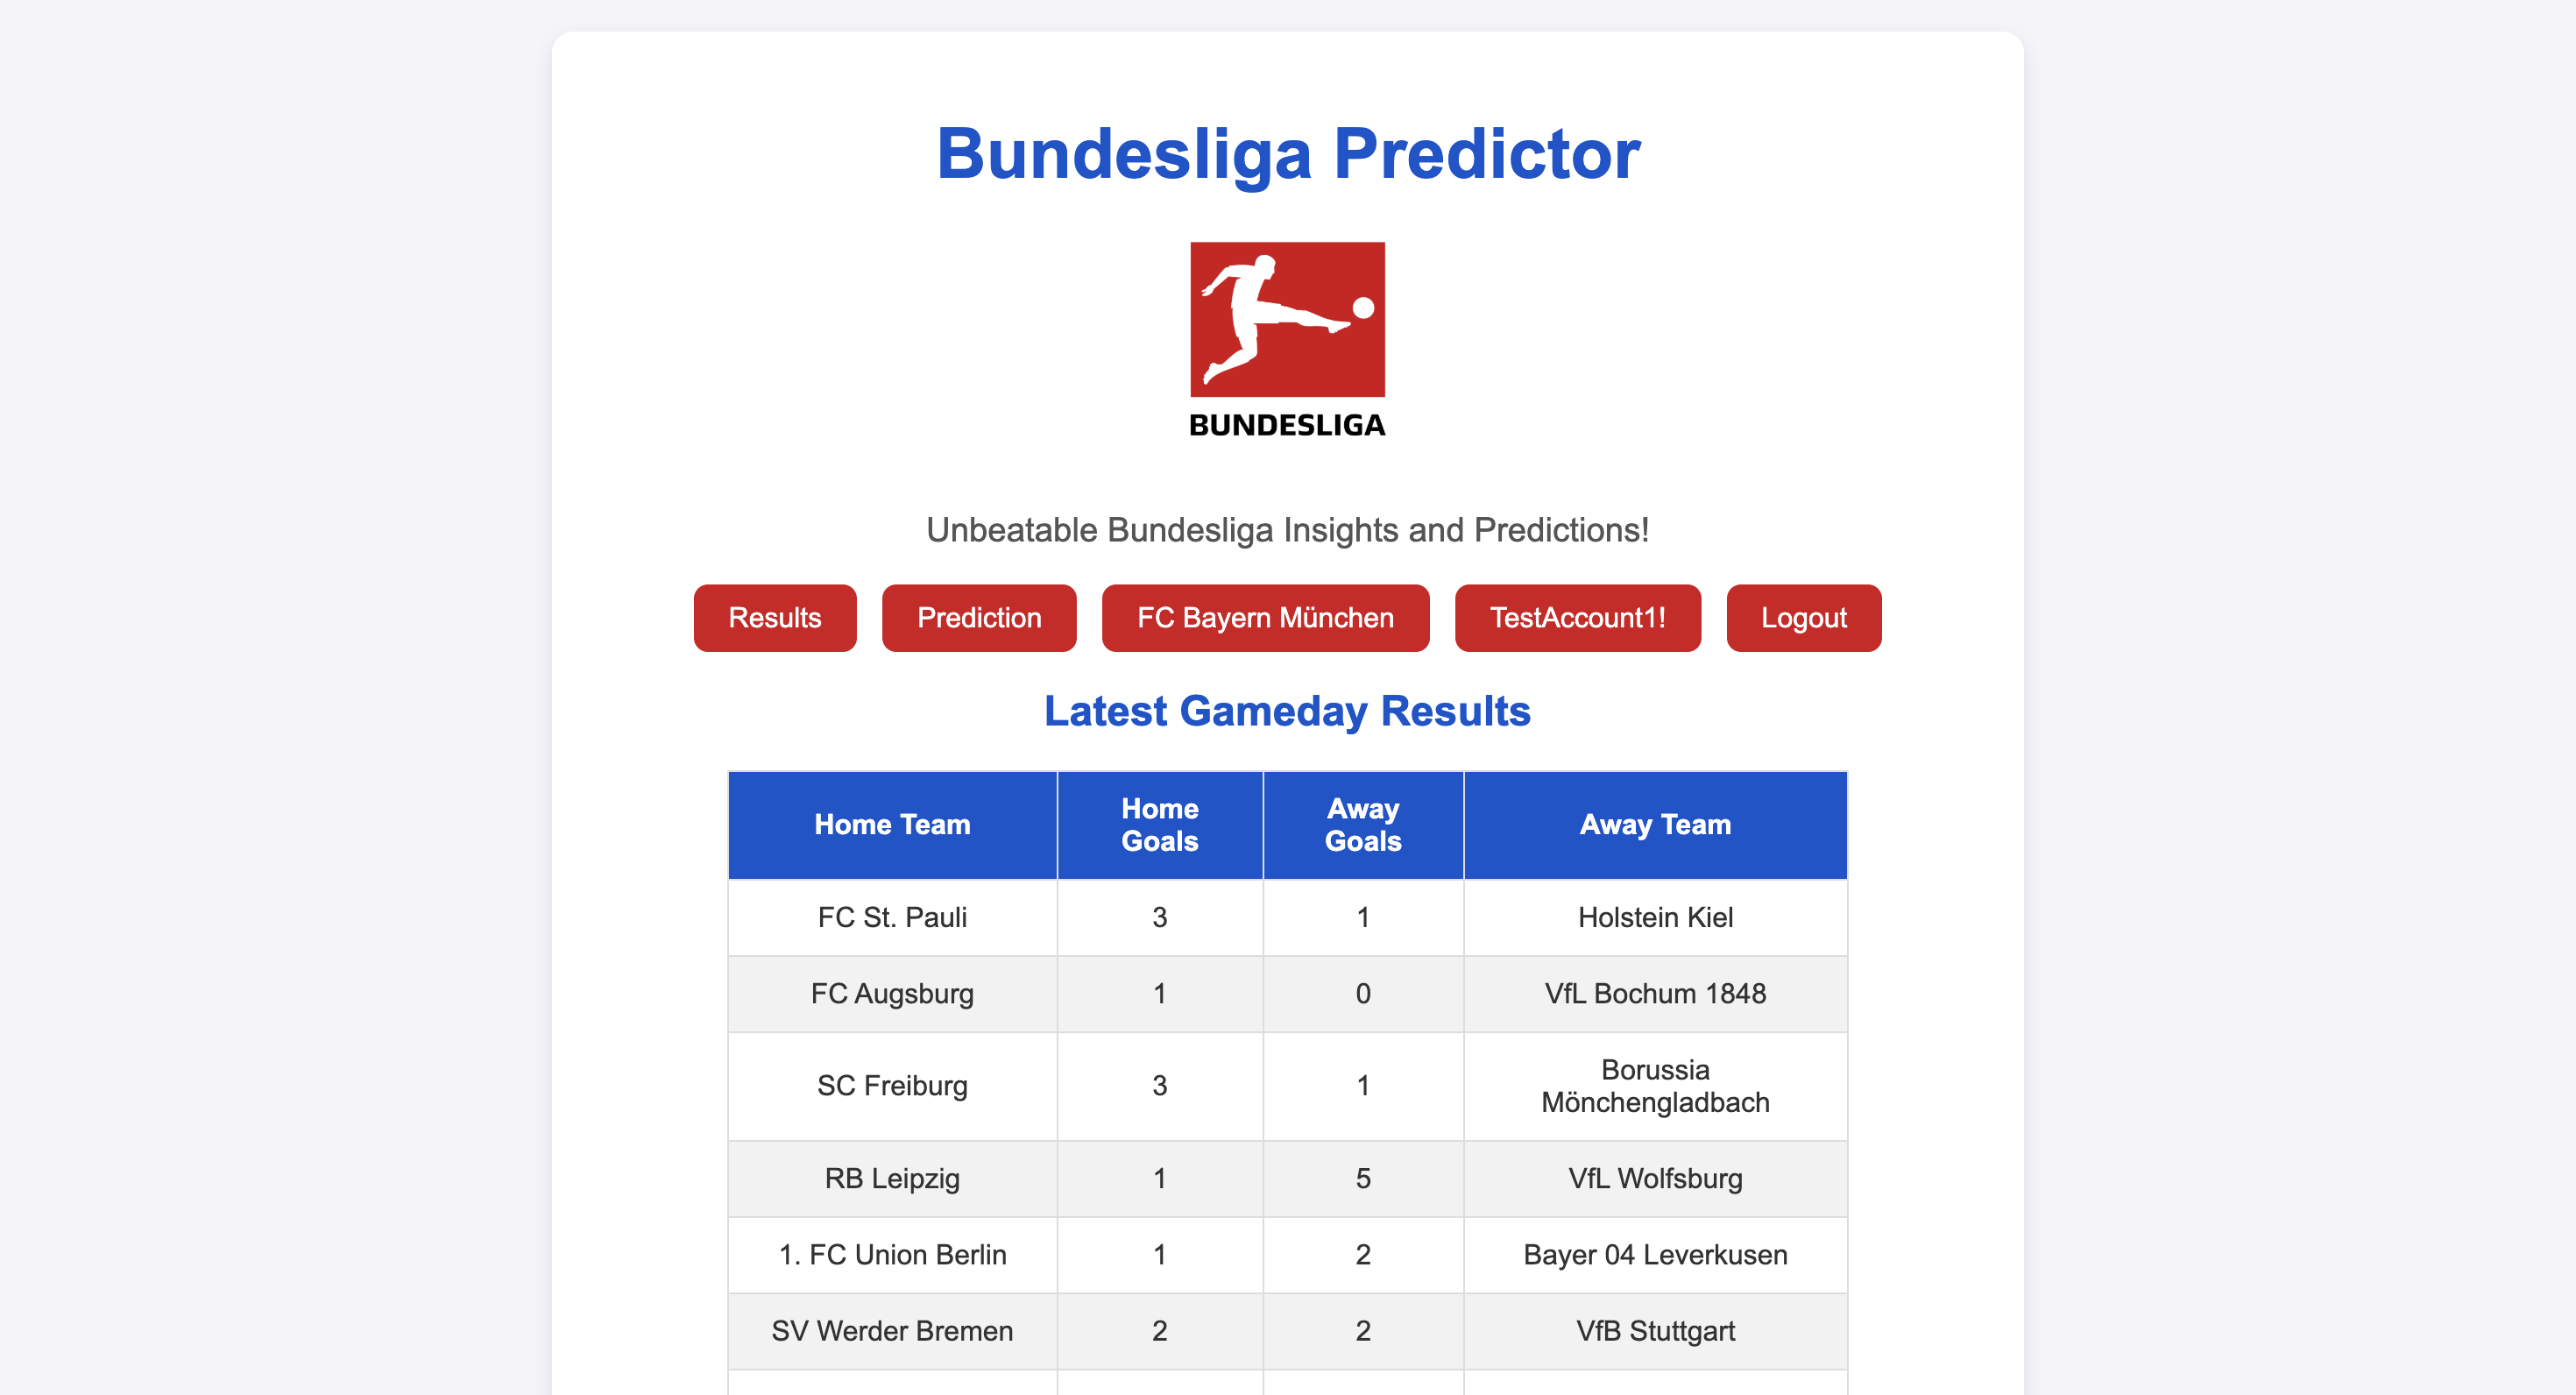 Bundesliga Predictor
BUNDESLIGA
Unbeatable Bundesliga Insights and Predictions!
Results Prediction FC Bayern München TestAccount1! Logout
Latest Gameday Results
Home Team Home Goals Away Goals Away Team
FC St. Pauli 3 1 Holstein Kiel
FC Augsburg 1 0 VfL Bochum 1848
SC Freiburg 3 1 Borussia Mönchengladbach
RB Leipzig 1 5 VfL Wolfsburg
1. FC Union Berlin 1 2 Bayer 04 Leverkusen
SV Werder Bremen 2 2 VfB Stuttgart